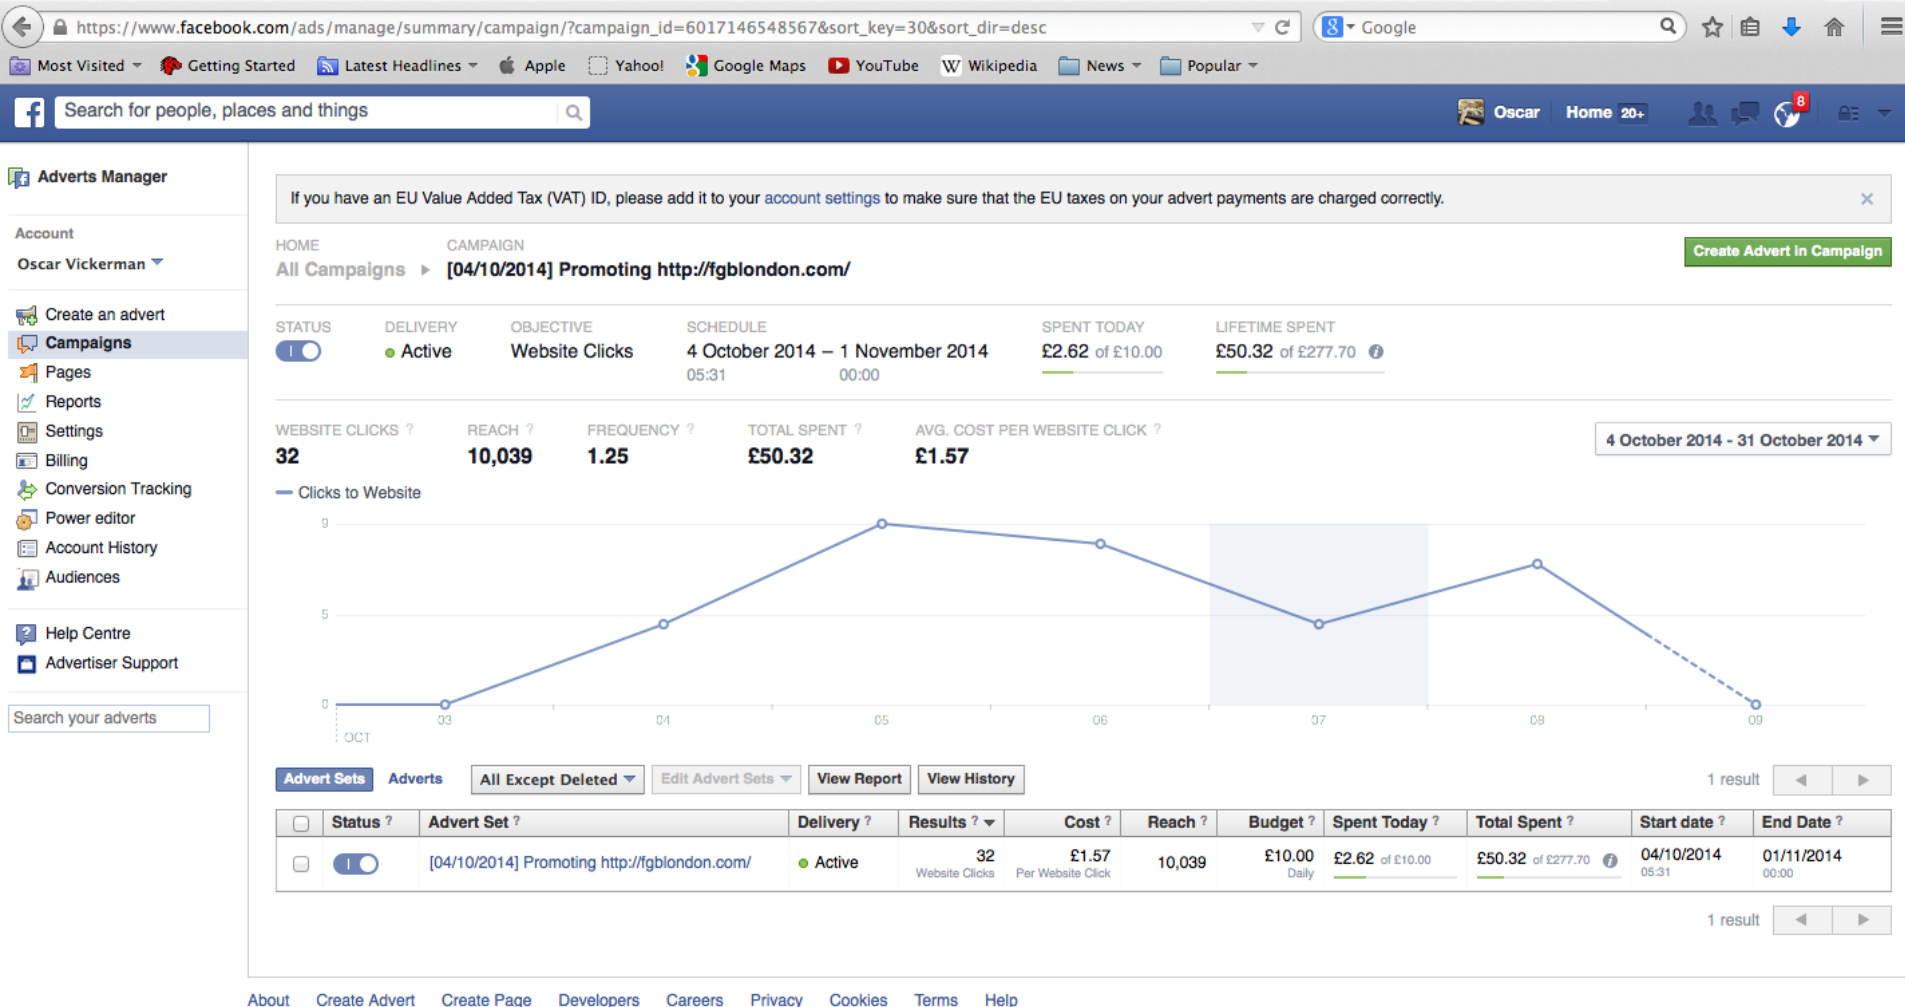 https://www.facebook.com/ads/manage/summary/campaign/?campaign_id=6017146548567&sort_key=30&sort_dir=desc
Google
Most Visited
Getting Started
Latest Headlines
Apple
Yahoo!
Google Maps
YouTube
Wikipedia
News
Popular
Search for people, places and things
Oscar
Home 20+
8
Adverts Manager
Account
Oscar Vickerman
Create an advert
Campaigns
Pages
Reports
Settings
Billing
Conversion Tracking
Power editor
Account History
Audiences
Help Centre
Advertiser Support
Search your adverts
If you have an EU Value Added Tax (VAT) ID, please add it to your account settings to make sure that the EU taxes on your advert payments are charged correctly.
HOME CAMPAIGN
All Campaigns [04/10/2014] Promoting http://fgblondon.com/
Create Advert in Campaign
STATUS DELIVERY OBJECTIVE SCHEDULE SPENT TODAY LIFETIME SPENT
Active Website Clicks 4 October 2014 – 1 November 2014 £2.62 of £10.00 £50.32 of £277.70
05:31 00:00
WEBSITE CLICKS ? REACH ? FREQUENCY ? TOTAL SPENT ? AVG. COST PER WEBSITE CLICK ?
32 10,039 1.25 £50.32 £1.57
4 October 2014 - 31 October 2014
Clicks to Website
9
5
0
03 04 05 06 07 08 09
OCT
Advert Sets Adverts All Except Deleted Edit Advert Sets View Report View History 1 result
Status ? Advert Set ? Delivery ? Results ? Cost ? Reach ? Budget ? Spent Today ? Total Spent ? Start date ? End Date ?
[04/10/2014] Promoting http://fgblondon.com/ Active 32 £1.57 10,039 £10.00 £2.62 of £10.00 £50.32 of £277.70 04/10/2014 01/11/2014
Website Clicks Per Website Click Daily 05:31 00:00
1 result
About Create Advert Create Page Developers Careers Privacy Cookies Terms Help